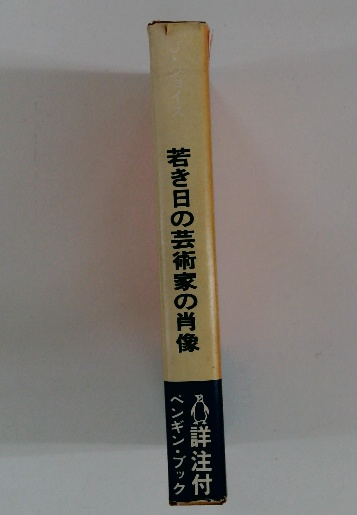 若き日の芸術家の肖像
詳注付
ペンギン・ブック